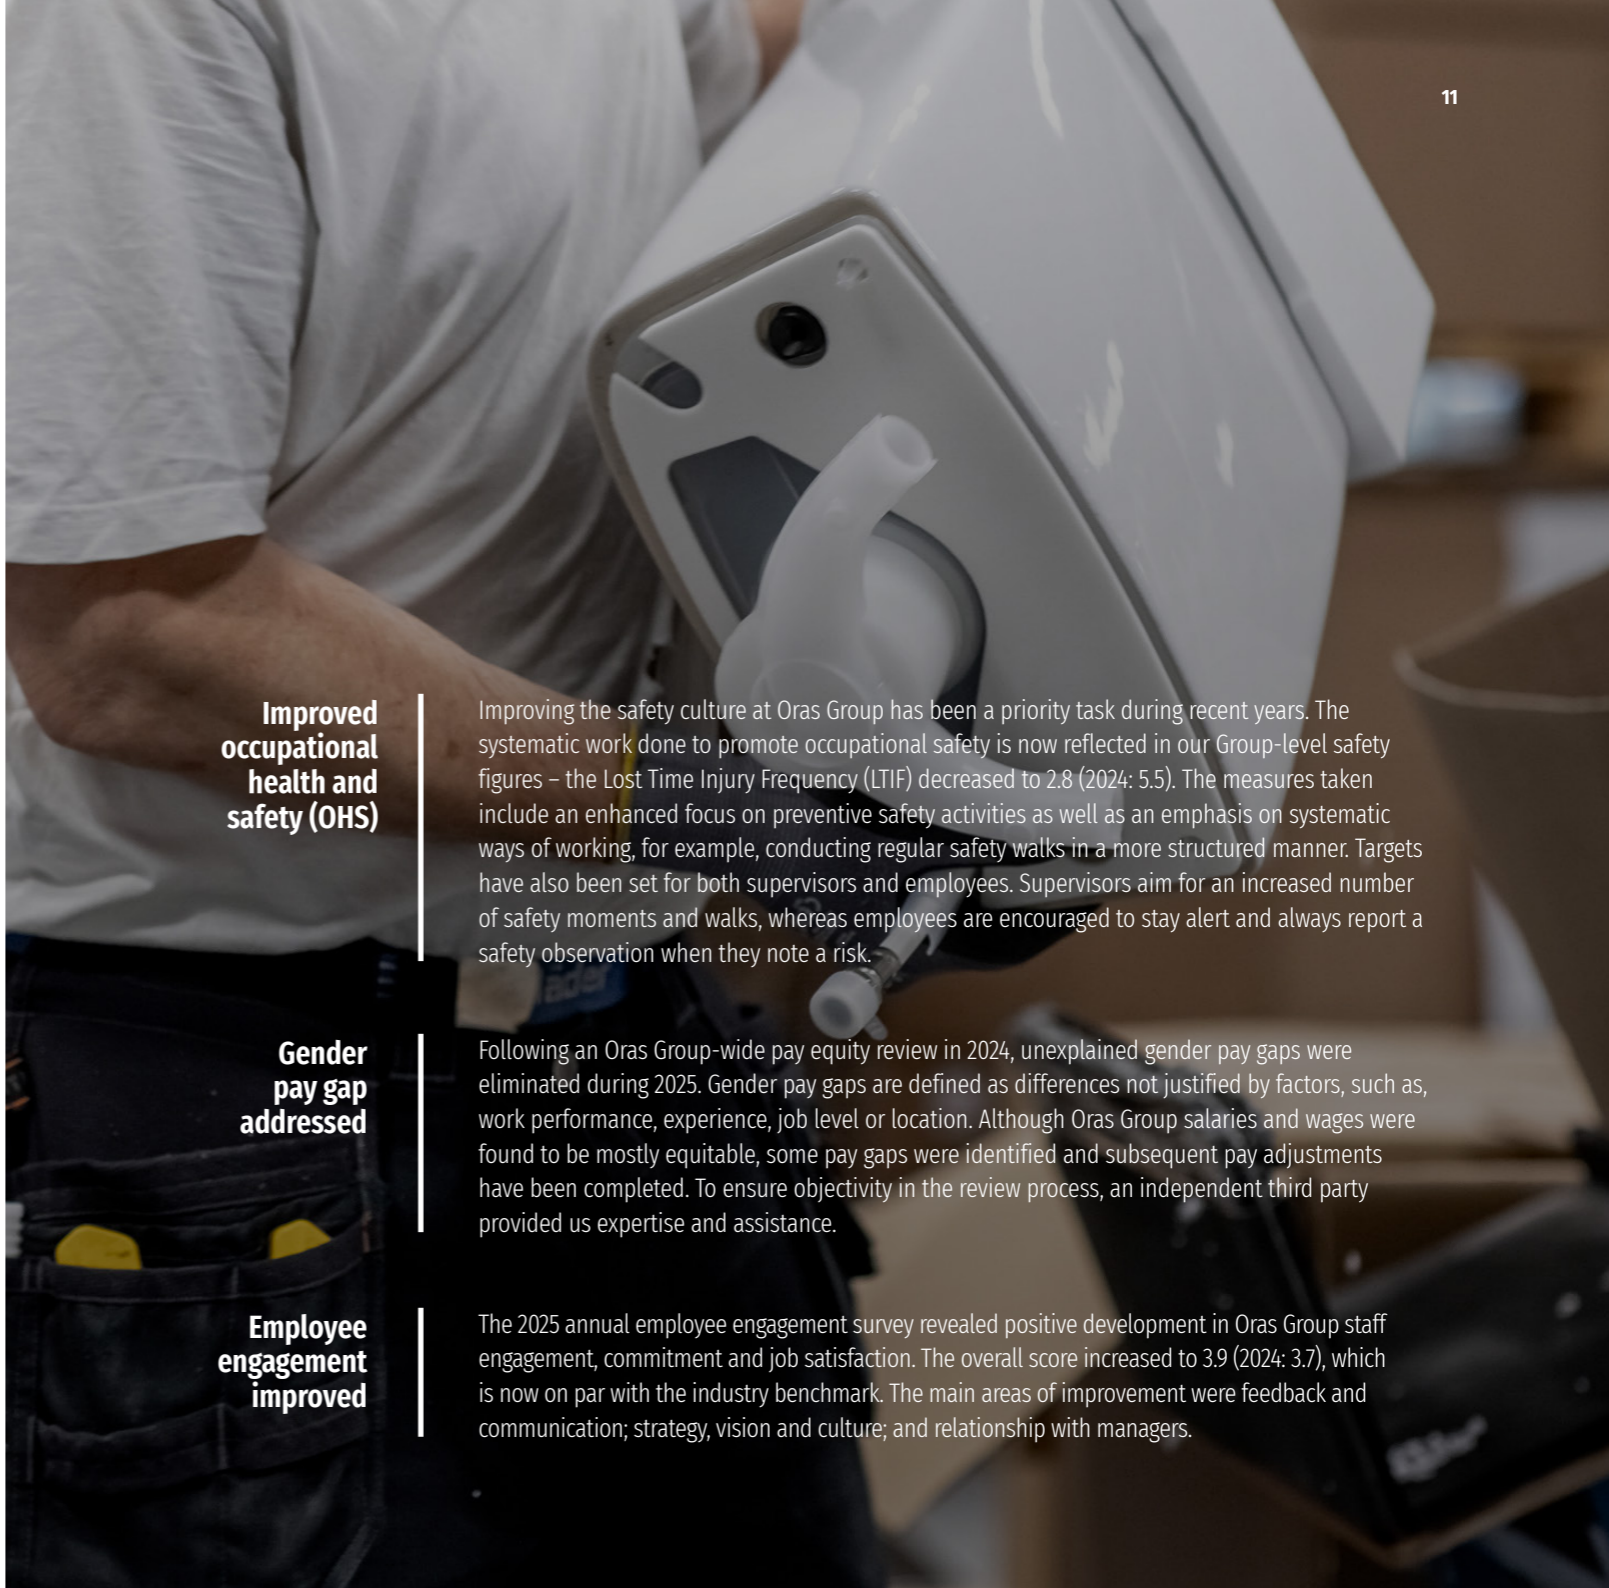 11
Improved
occupational
health and
safety (OHS)
Improving the safety culture at Oras Group has been a priority task during recent years. The
systematic work done to promote occupational safety is now reflected in our Group-level safety
figures – the Lost Time Injury Frequency (LTIF) decreased to 2.8 (2024: 5.5). The measures taken
include an enhanced focus on preventive safety activities as well as an emphasis on systematic
ways of working, for example, conducting regular safety walks in a more structured manner. Targets
have also been set for both supervisors and employees. Supervisors aim for an increased number
of safety moments and walks, whereas employees are encouraged to stay alert and always report a
safety observation when they note a risk.
Gender
pay gap
addressed
Following an Oras Group-wide pay equity review in 2024, unexplained gender pay gaps were
eliminated during 2025. Gender pay gaps are defined as differences not justified by factors, such as,
work performance, experience, job level or location. Although Oras Group salaries and wages were
found to be mostly equitable, some pay gaps were identified and subsequent pay adjustments
have been completed. To ensure objectivity in the review process, an independent third party
provided us expertise and assistance.
Employee
engagement
improved
The 2025 annual employee engagement survey revealed positive development in Oras Group staff
engagement, commitment and job satisfaction. The overall score increased to 3.9 (2024: 3.7), which
is now on par with the industry benchmark. The main areas of improvement were feedback and
communication; strategy, vision and culture; and relationship with managers.